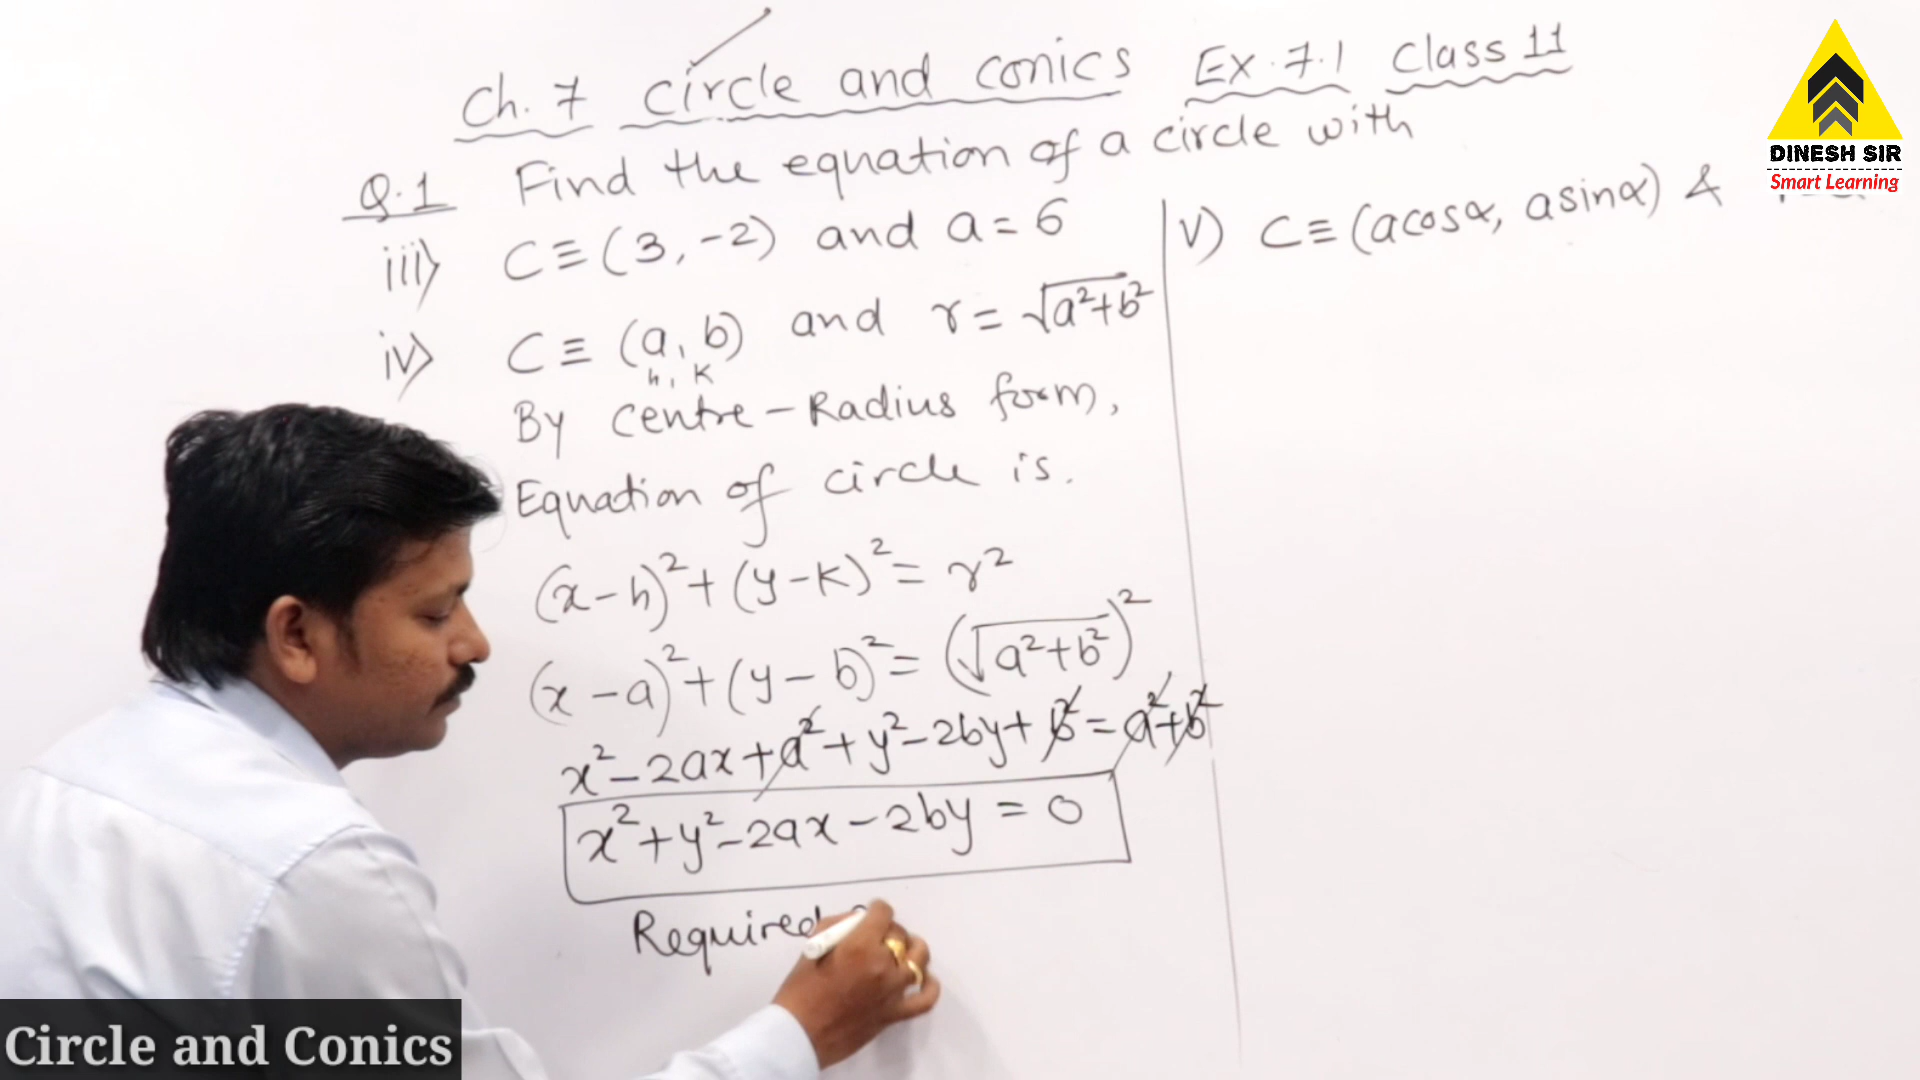 Ch. 7 circle and conics Ex. 7.1 Class 11
Q.1 Find the equation of a circle with
iii) C≡(3, -2) and a = 6
iv) C≡ (a, b) and r = √a²+b²
h, K
By centre - Radius form,
Equation of circle is.
(x-h)²+(y-k)² = r²
(x-a)²+(y-b)² = (√a²+b²)²
x²-2ax+a²+y²-2by+b² = a²+b²
x²+y²-2ax-2by = 0
Required
v) C≡ (acosα, asinα) &
DINESH SIR
Smart Learning
Circle and Conics